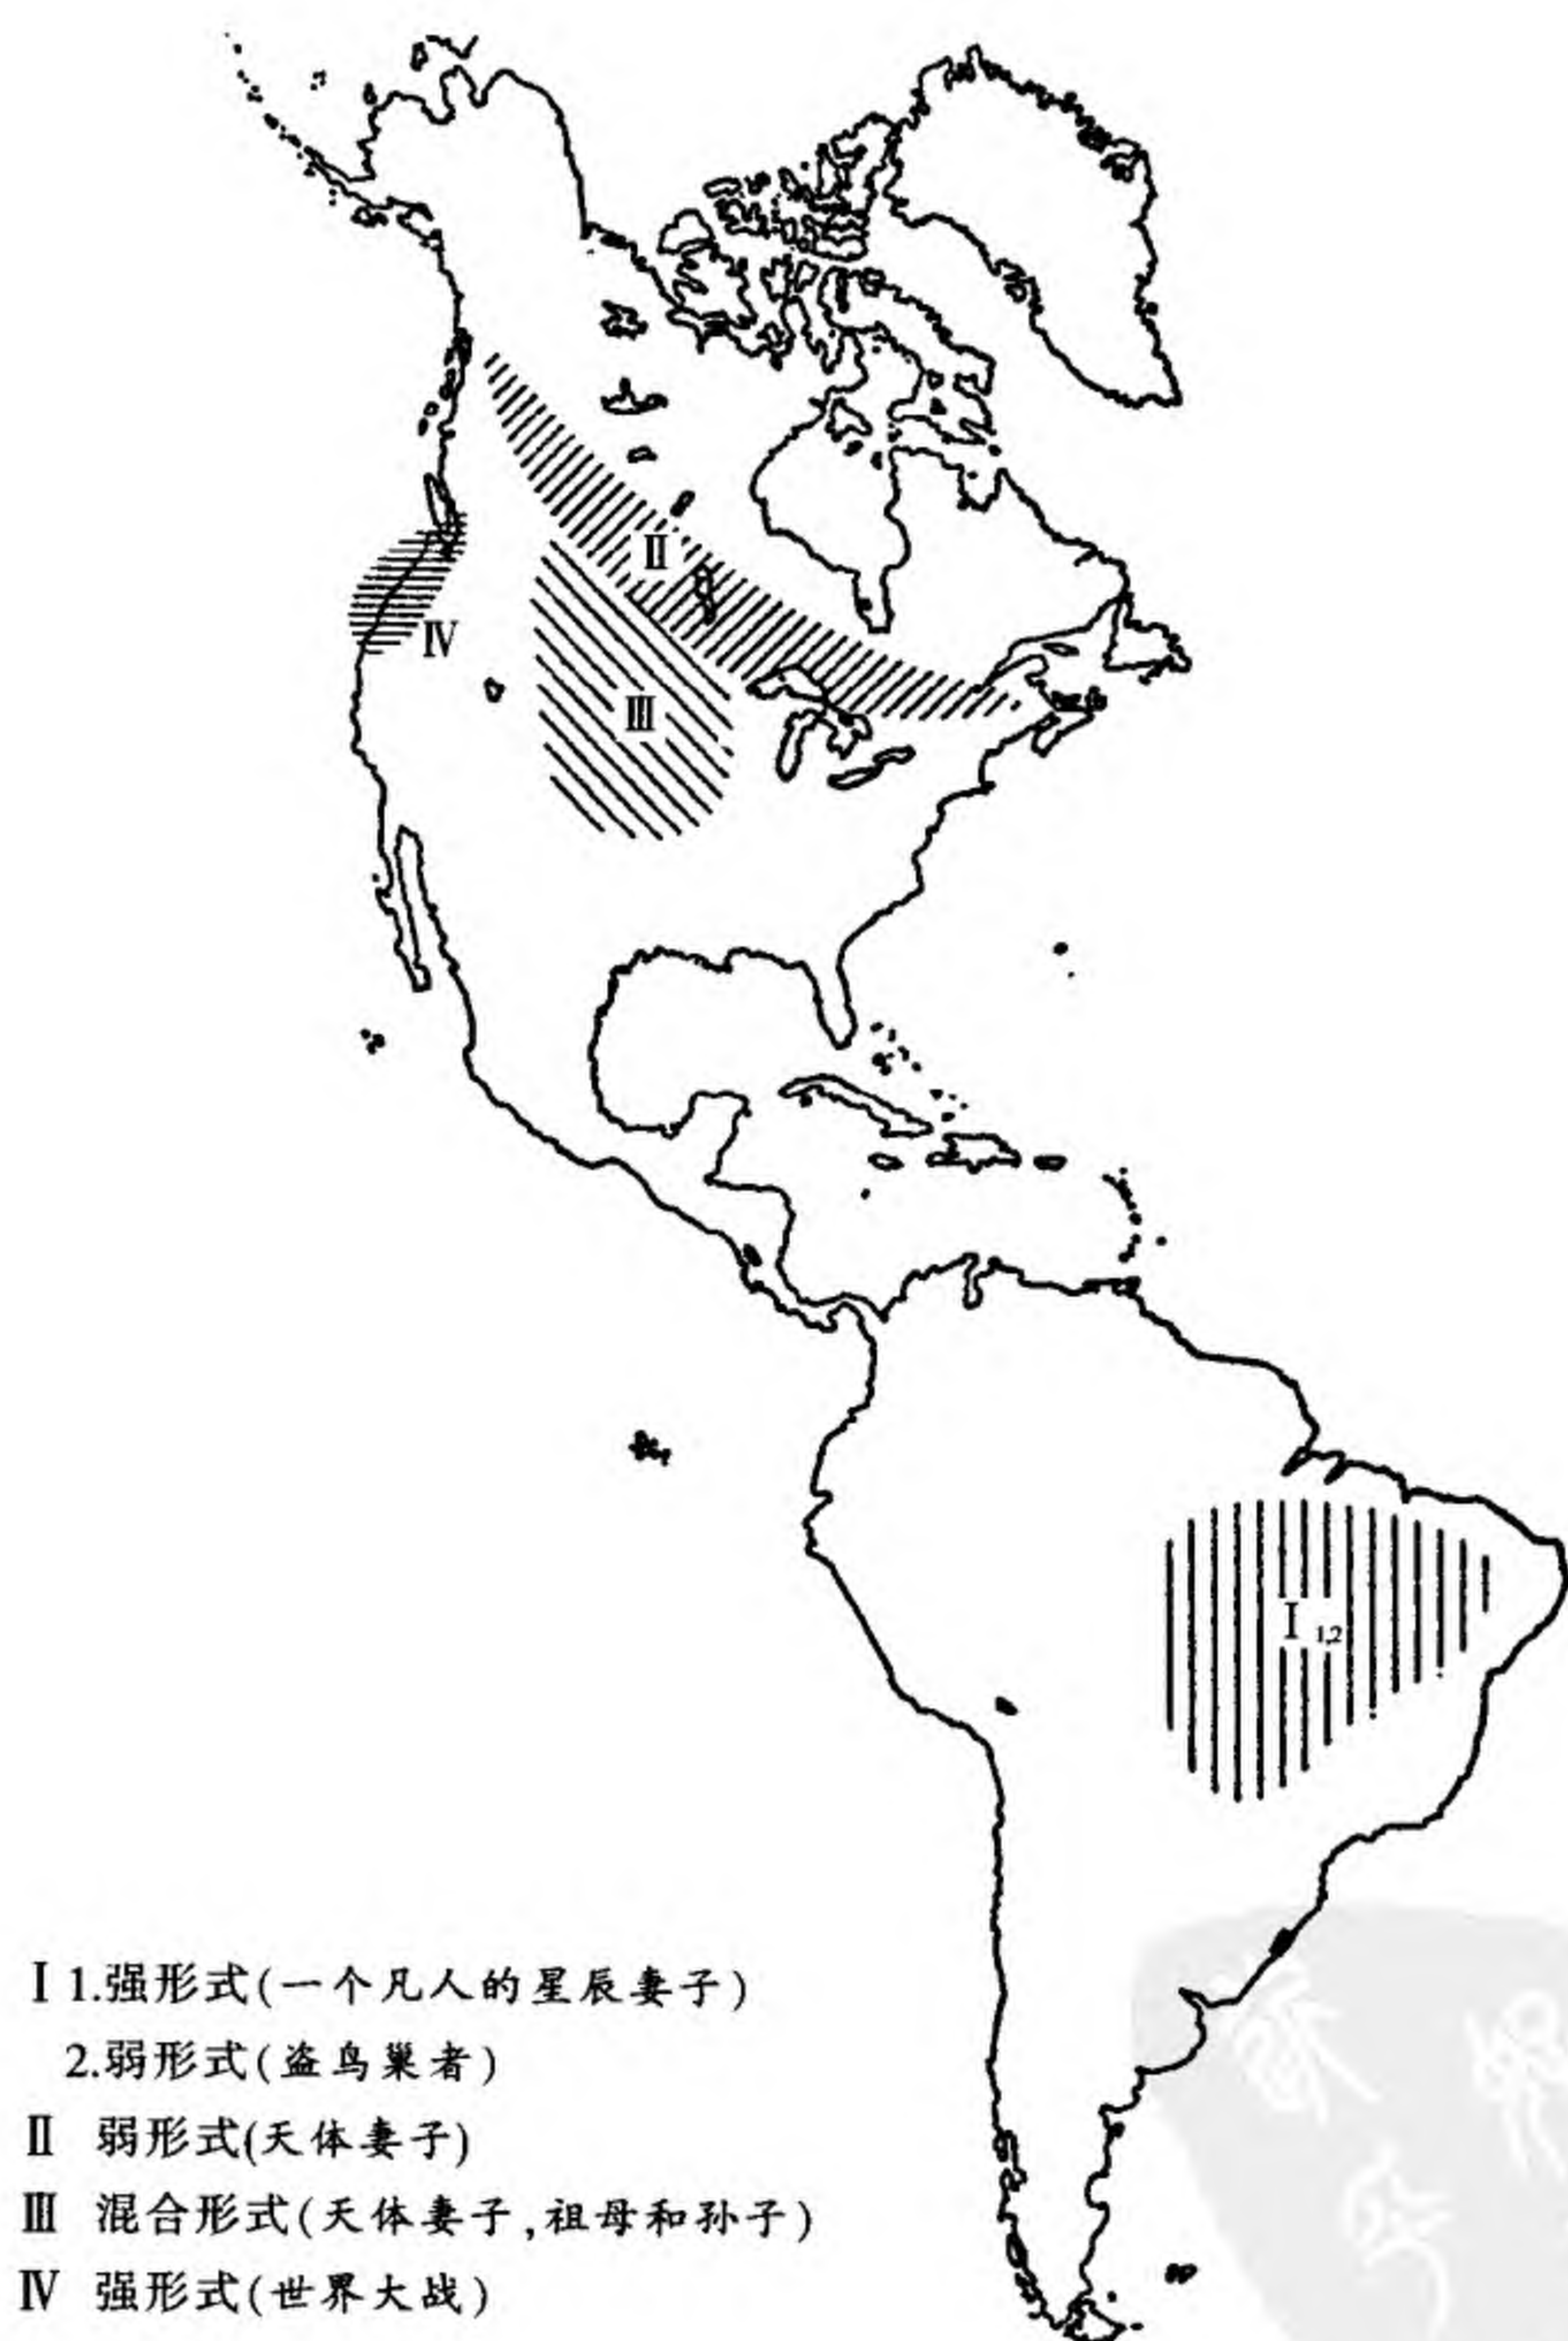 Ⅱ
Ⅳ
Ⅲ
Ⅰ 1,2
Ⅰ 1.强形式(一个凡人的星辰妻子)
2.弱形式(盗鸟巢者)
Ⅱ 弱形式(天体妻子)
Ⅲ 混合形式(天体妻子,祖母和孙子)
Ⅳ 强形式(世界大战)